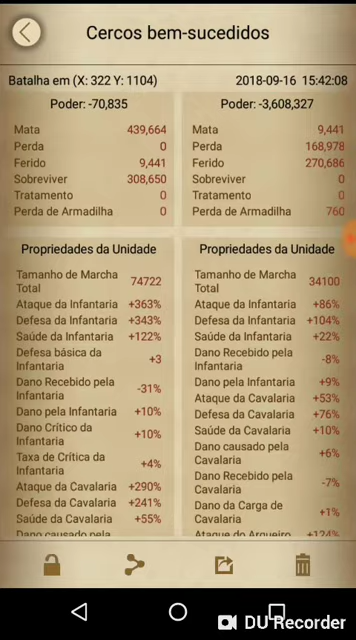 Cercos bem-sucedidos
Batalha em (X: 322 Y: 1104) 2018-09-16 15:42:08
Poder: -70,835
Mata 439,664
Perda 0
Ferido 9,441
Sobreviver 308,650
Tratamento 0
Perda de Armadilha 0
Poder: -3,608,327
Mata 9,441
Perda 168,978
Ferido 270,686
Sobreviver 0
Tratamento 0
Perda de Armadilha 760
Propriedades da Unidade
Tamanho de Marcha
Total 74722
Ataque da Infantaria +363%
Defesa da Infantaria +343%
Saúde da Infantaria +122%
Defesa básica da
Infantaria +3
Dano Recebido pela
Infantaria -31%
Dano pela Infantaria +10%
Dano Crítico da
Infantaria +10%
Taxa de Crítica da
Infantaria +4%
Ataque da Cavalaria +290%
Defesa da Cavalaria +241%
Saúde da Cavalaria +55%
Dano causado pela
Propriedades da Unidade
Tamanho de Marcha
Total 34100
Ataque da Infantaria +86%
Defesa da Infantaria +104%
Saúde da Infantaria +22%
Dano Recebido pela
Infantaria -8%
Dano pela Infantaria +9%
Ataque da Cavalaria +53%
Defesa da Cavalaria +76%
Saúde da Cavalaria +10%
Dano causado pela
Cavalaria +6%
Dano Recebido pela
Cavalaria -7%
Dano da Carga de
Cavalaria +1%
Ataque do Arqueiro +124%
DU Recorder